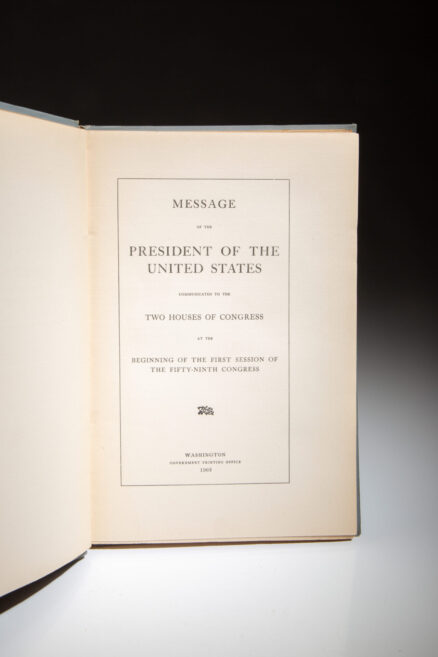 MESSAGE
OF THE
PRESIDENT OF THE
UNITED STATES
COMMUNICATED TO THE
TWO HOUSES OF CONGRESS
AT THE
BEGINNING OF THE FIRST SESSION OF
THE FIFTY-NINTH CONGRESS
WASHINGTON
GOVERNMENT PRINTING OFFICE